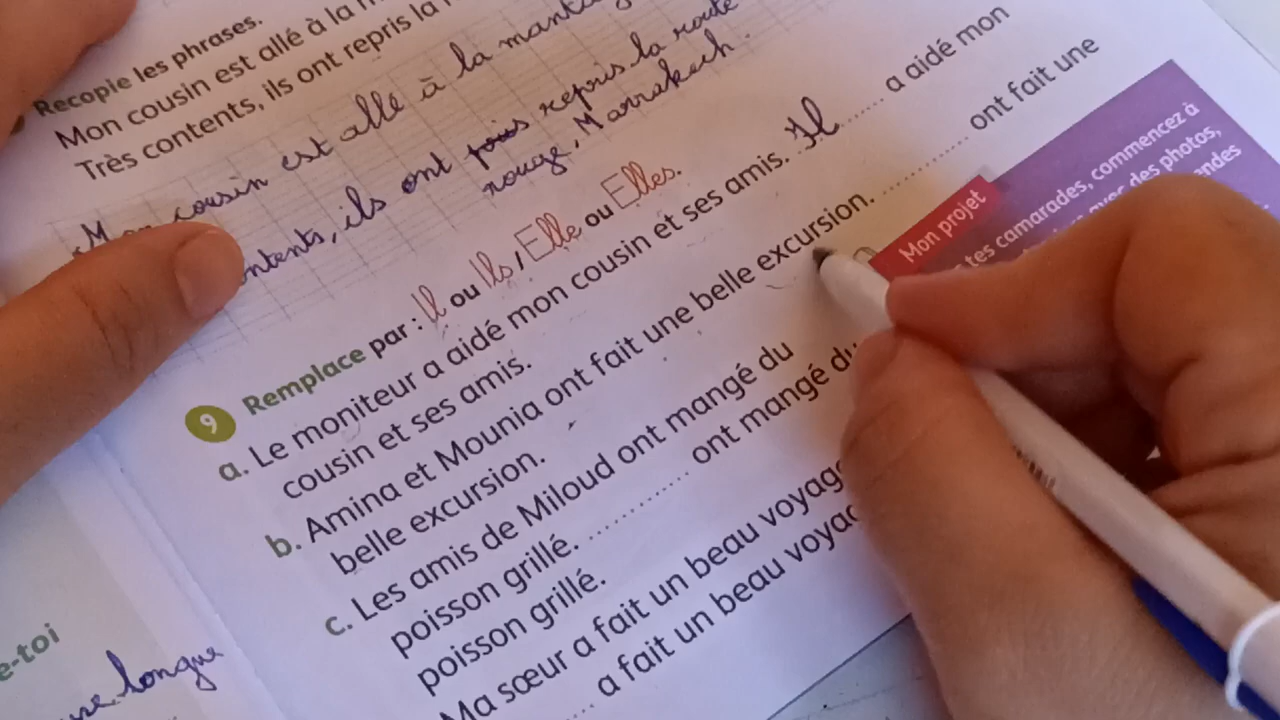 Recopie les phrases.
Mon cousin est allé à la
Très contents, ils ont repris la
Mon cousin est allé à la
contents, ils ont repris la route
rouge, Marrakech.
9 Remplace par : Il ou Ils, Elle ou Elles.
a. Le moniteur a aidé mon cousin et ses amis. Il ........ a aidé mon
cousin et ses amis.
b. Amina et Mounia ont fait une belle excursion. ................ ont fait une
belle excursion.
c. Les amis de Miloud ont mangé du
poisson grillé. .................. ont mangé du
poisson grillé.
Ma sœur a fait un beau
a fait un beau
Mon projet
tes camarades, commencez à
avec des photos,
e-toi
longue